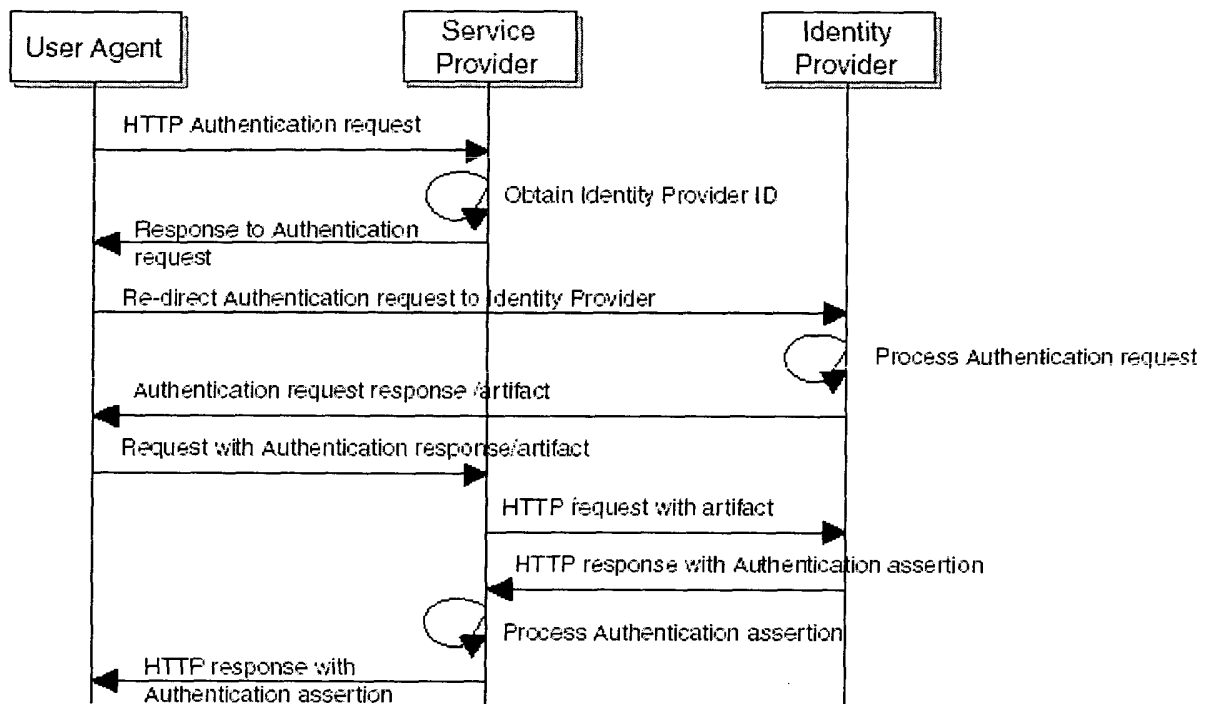 User Agent
Service
Provider
Identity
Provider
HTTP Authentication request
Obtain Identity Provider ID
Response to Authentication
request
Re-direct Authentication request to Identity Provider
Process Authentication request
Authentication request response /artifact
Request with Authentication response/artifact
HTTP request with artifact
HTTP response with Authentication assertion
Process Authentication assertion
HTTP response with
Authentication assertion